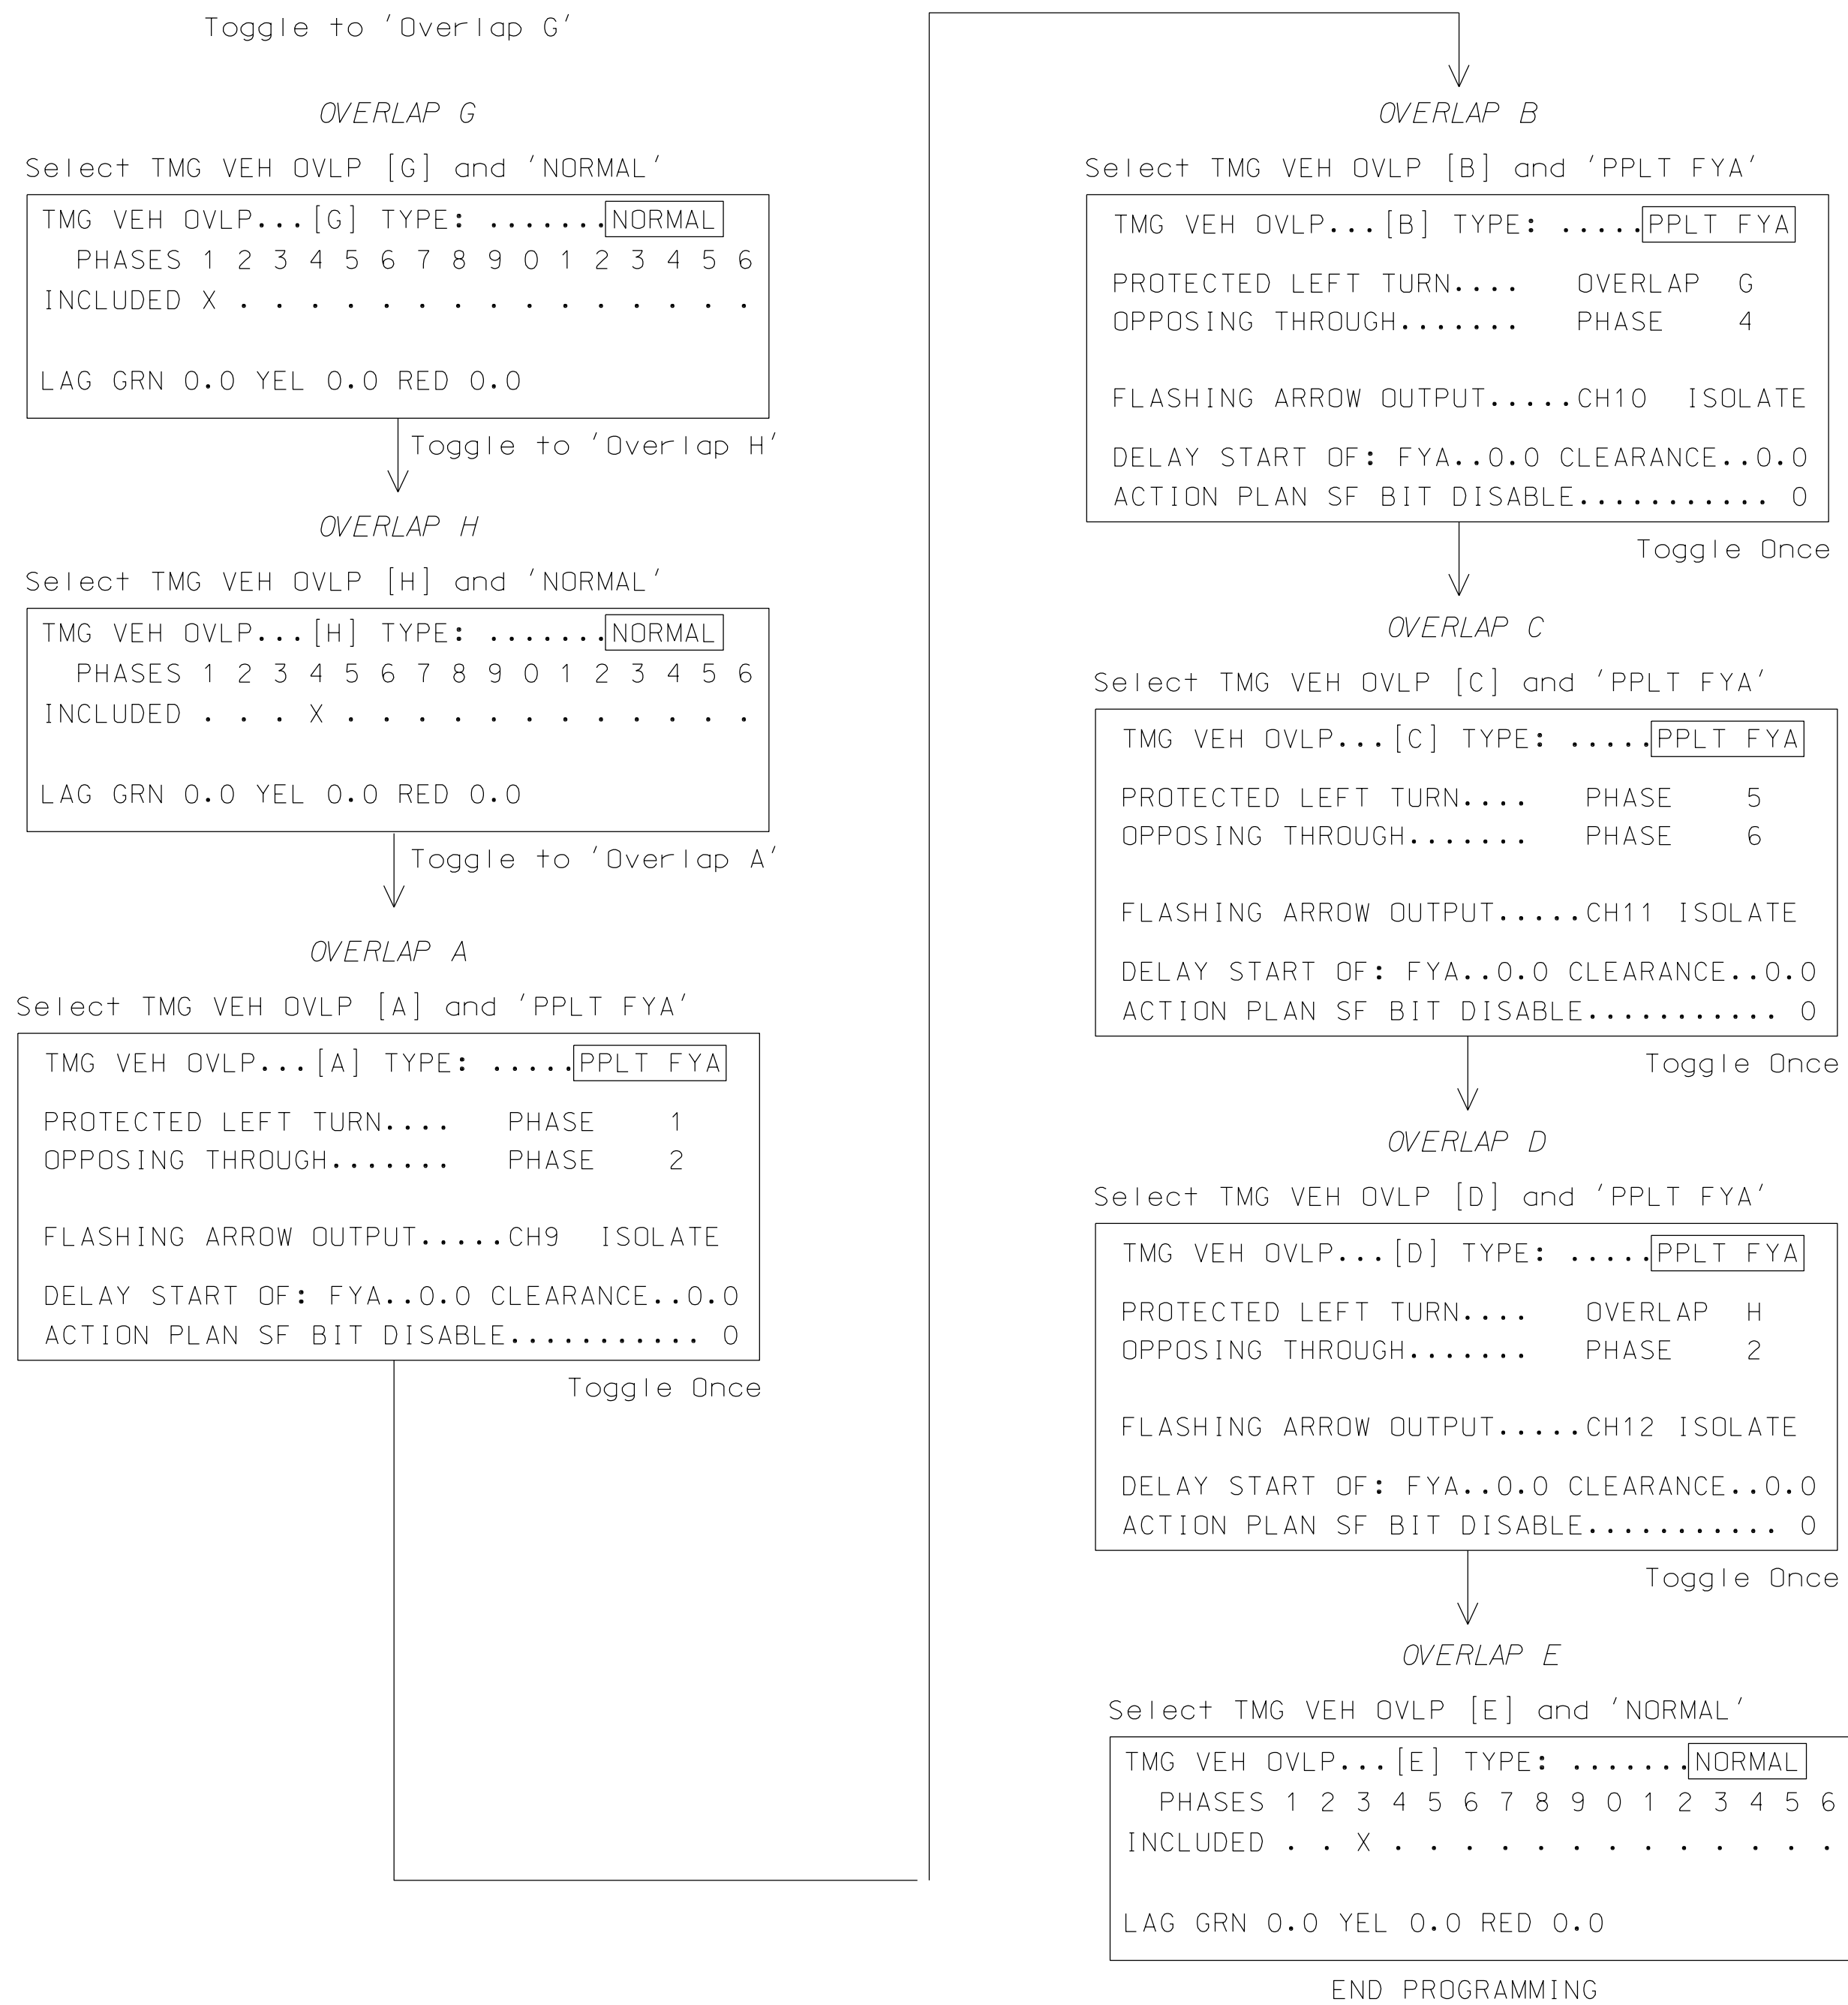 Toggle to 'Overlap G'
OVERLAP G
Select TMG VEH OVLP [G] and 'NORMAL'
TMG VEH OVLP...[G] TYPE: .......NORMAL
PHASES 1 2 3 4 5 6 7 8 9 0 1 2 3 4 5 6
INCLUDED X . . . . . . . . . . . . . . .
LAG GRN 0.0 YEL 0.0 RED 0.0
Toggle to 'Overlap H'
OVERLAP H
Select TMG VEH OVLP [H] and 'NORMAL'
TMG VEH OVLP...[H] TYPE: .......NORMAL
PHASES 1 2 3 4 5 6 7 8 9 0 1 2 3 4 5 6
INCLUDED . . . X . . . . . . . . . . . .
LAG GRN 0.0 YEL 0.0 RED 0.0
Toggle to 'Overlap A'
OVERLAP A
Select TMG VEH OVLP [A] and 'PPLT FYA'
TMG VEH OVLP...[A] TYPE: .....PPLT FYA
PROTECTED LEFT TURN.... PHASE 1
OPPOSING THROUGH....... PHASE 2
FLASHING ARROW OUTPUT.....CH9 ISOLATE
DELAY START OF: FYA..0.0 CLEARANCE..0.0
ACTION PLAN SF BIT DISABLE........... 0
Toggle Once
OVERLAP B
Select TMG VEH OVLP [B] and 'PPLT FYA'
TMG VEH OVLP...[B] TYPE: .....PPLT FYA
PROTECTED LEFT TURN.... OVERLAP G
OPPOSING THROUGH....... PHASE 4
FLASHING ARROW OUTPUT.....CH10 ISOLATE
DELAY START OF: FYA..0.0 CLEARANCE..0.0
ACTION PLAN SF BIT DISABLE........... 0
Toggle Once
OVERLAP C
Select TMG VEH OVLP [C] and 'PPLT FYA'
TMG VEH OVLP...[C] TYPE: .....PPLT FYA
PROTECTED LEFT TURN.... PHASE 5
OPPOSING THROUGH....... PHASE 6
FLASHING ARROW OUTPUT.....CH11 ISOLATE
DELAY START OF: FYA..0.0 CLEARANCE..0.0
ACTION PLAN SF BIT DISABLE........... 0
Toggle Once
OVERLAP D
Select TMG VEH OVLP [D] and 'PPLT FYA'
TMG VEH OVLP...[D] TYPE: .....PPLT FYA
PROTECTED LEFT TURN.... OVERLAP H
OPPOSING THROUGH....... PHASE 2
FLASHING ARROW OUTPUT.....CH12 ISOLATE
DELAY START OF: FYA..0.0 CLEARANCE..0.0
ACTION PLAN SF BIT DISABLE........... 0
Toggle Once
OVERLAP E
Select TMG VEH OVLP [E] and 'NORMAL'
TMG VEH OVLP...[E] TYPE: .......NORMAL
PHASES 1 2 3 4 5 6 7 8 9 0 1 2 3 4 5 6
INCLUDED . . X . . . . . . . . . . . . .
LAG GRN 0.0 YEL 0.0 RED 0.0
END PROGRAMMING